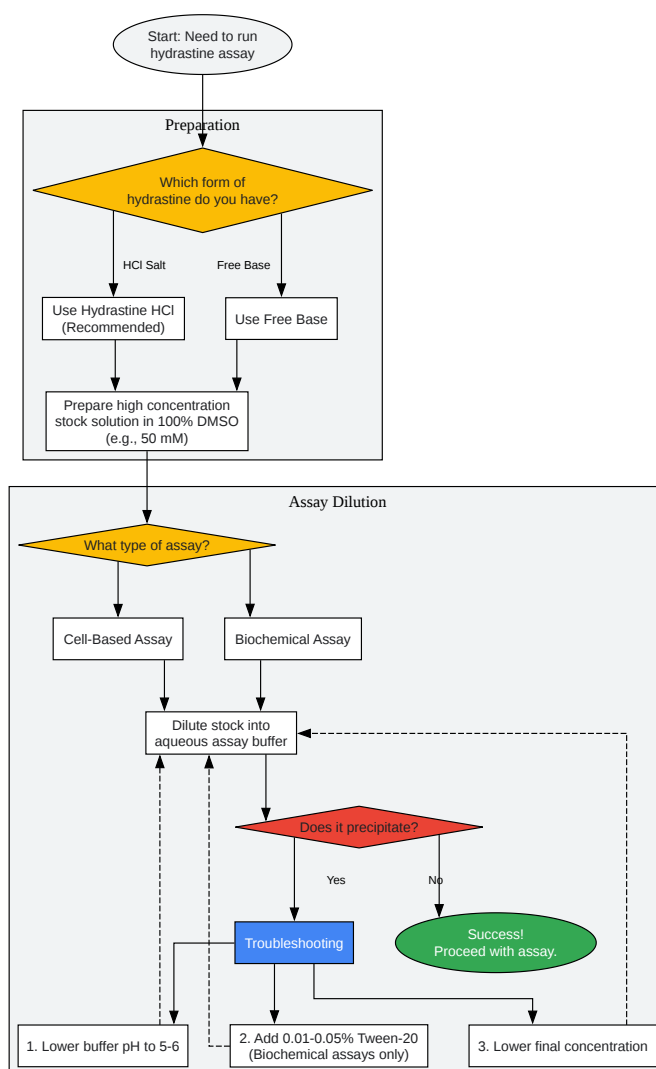 Start: Need to run
hydrastine assay
Preparation
Which form of
hydrastine do you have?
HCl Salt
Free Base
Use Hydrastine HCl
(Recommended)
Use Free Base
Prepare high concentration
stock solution in 100% DMSO
(e.g., 50 mM)
Assay Dilution
What type of assay?
Cell-Based Assay
Biochemical Assay
Dilute stock into
aqueous assay buffer
Does it precipitate?
Yes
No
Troubleshooting
Success!
Proceed with assay.
1. Lower buffer pH to 5-6
2. Add 0.01-0.05% Tween-20
(Biochemical assays only)
3. Lower final concentration